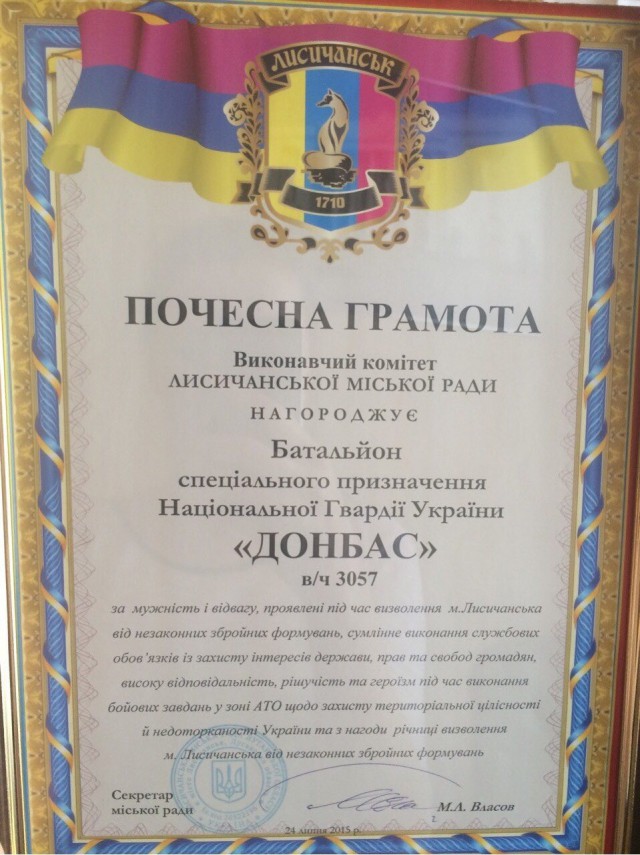 ЛИСИЧАНСЬК
1710
ПОЧЕСНА ГРАМОТА
Виконавчий комітет
ЛИСИЧАНСЬКОЇ МІСЬКОЇ РАДИ
НАГОРОДЖУЄ
Батальйон
спеціального призначення
Національної Гвардії України
«ДОНБАС»
в/ч 3057
за мужність і відвагу, проявлені під час визволення м.Лисичанська
від незаконних збройних формувань, сумлінне виконання службових
обов'язків із захисту інтересів держави, прав та свобод громадян,
високу відповідальність, рішучість та героїзм під час виконання
бойових завдань у зоні АТО щодо захисту територіальної цілісності
й недоторканості України та з нагоди річниці визволення
м. Лисичанська від незаконних збройних формувань
Секретар
міської ради
М.Л. Власов
24 липня 2015 р.